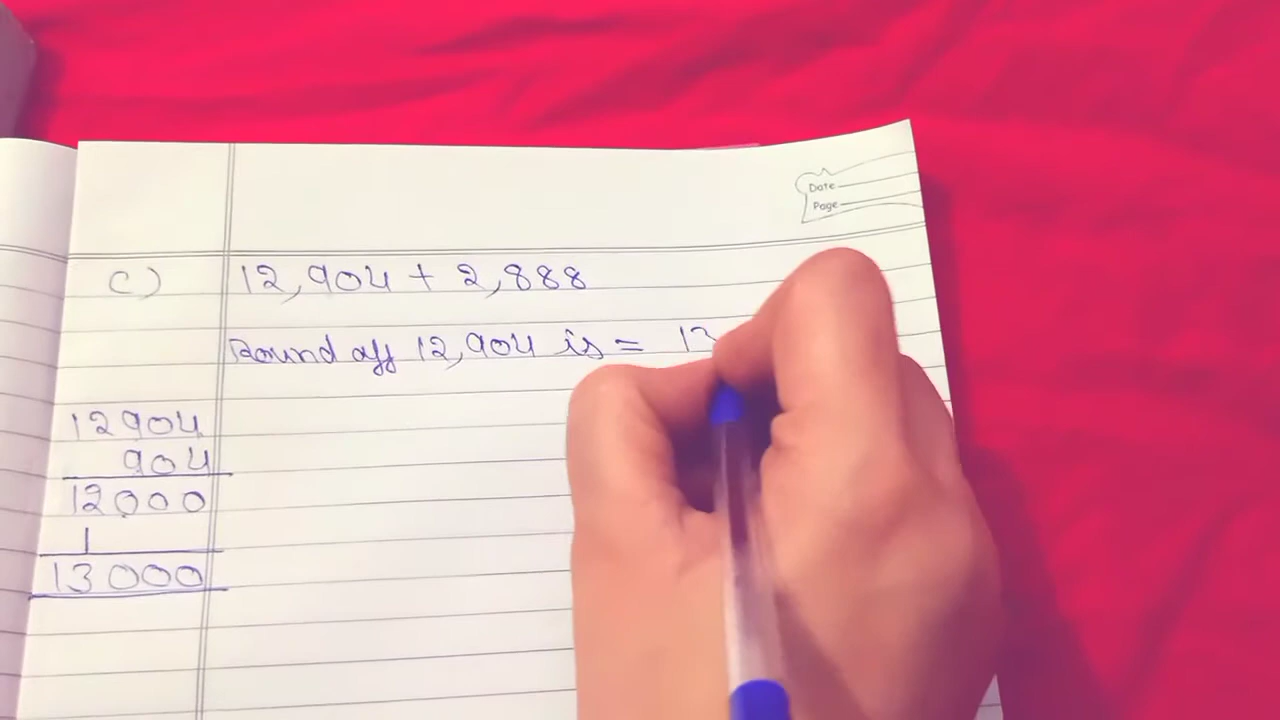 Date
Page
c) 12,904 + 2,888
Round off 12,904 is = 13
12904
904
12000
1
13000